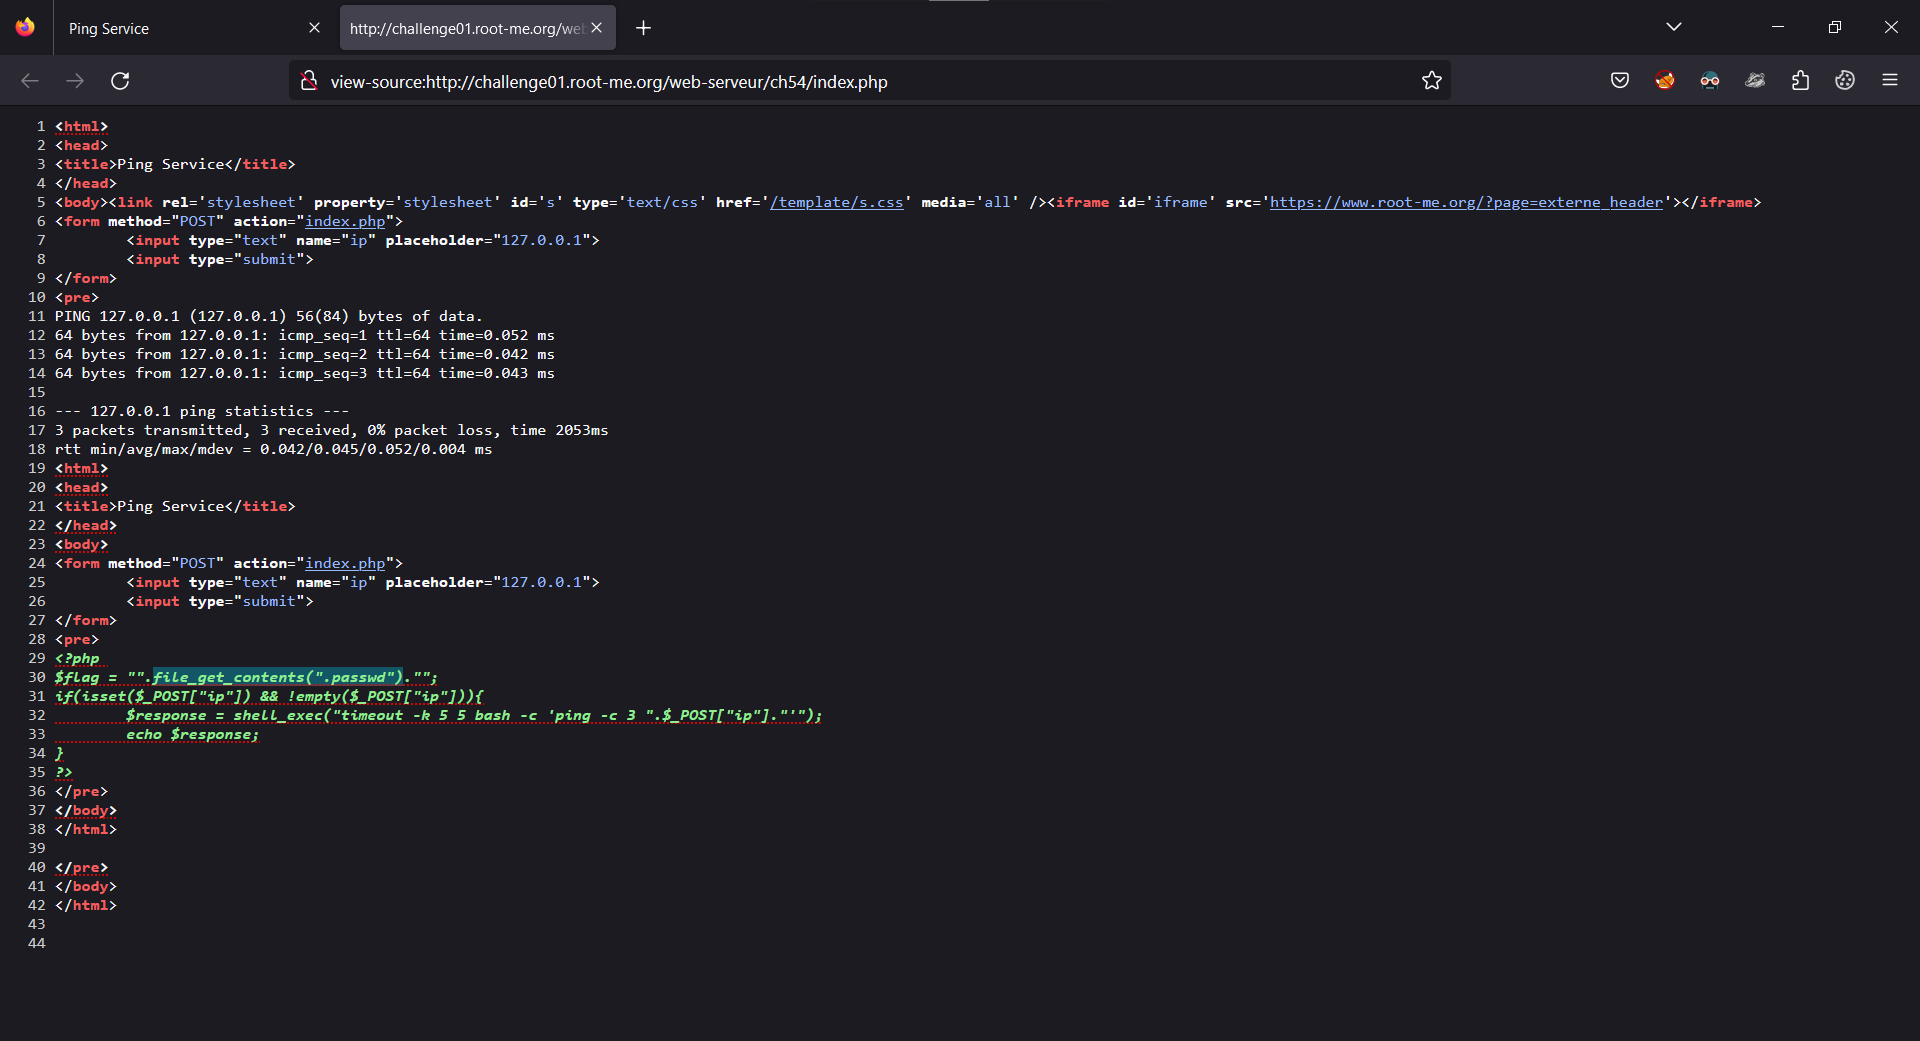 Ping Service
http://challenge01.root-me.org/web
view-source:http://challenge01.root-me.org/web-serveur/ch54/index.php
1 <html>
2 <head>
3 <title>Ping Service</title>
4 </head>
5 <body><link rel='stylesheet' property='stylesheet' id='s' type='text/css' href='/template/s.css' media='all' /><iframe id='iframe' src='https://www.root-me.org/?page=externe_header'></iframe>
6 <form method="POST" action="index.php">
7 <input type="text" name="ip" placeholder="127.0.0.1">
8 <input type="submit">
9 </form>
10 <pre>
11 PING 127.0.0.1 (127.0.0.1) 56(84) bytes of data.
12 64 bytes from 127.0.0.1: icmp_seq=1 ttl=64 time=0.052 ms
13 64 bytes from 127.0.0.1: icmp_seq=2 ttl=64 time=0.042 ms
14 64 bytes from 127.0.0.1: icmp_seq=3 ttl=64 time=0.043 ms
15
16 --- 127.0.0.1 ping statistics ---
17 3 packets transmitted, 3 received, 0% packet loss, time 2053ms
18 rtt min/avg/max/mdev = 0.042/0.045/0.052/0.004 ms
19 <html>
20 <head>
21 <title>Ping Service</title>
22 </head>
23 <body>
24 <form method="POST" action="index.php">
25 <input type="text" name="ip" placeholder="127.0.0.1">
26 <input type="submit">
27 </form>
28 <pre>
29 <?php
30 $flag = "".file_get_contents(".passwd")."";
31 if(isset($_POST["ip"]) && !empty($_POST["ip"])){
32 $response = shell_exec("timeout -k 5 5 bash -c 'ping -c 3 ".$_POST["ip"]."'");
33 echo $response;
34 }
35 ?>
36 </pre>
37 </body>
38 </html>
39
40 </pre>
41 </body>
42 </html>
43
44